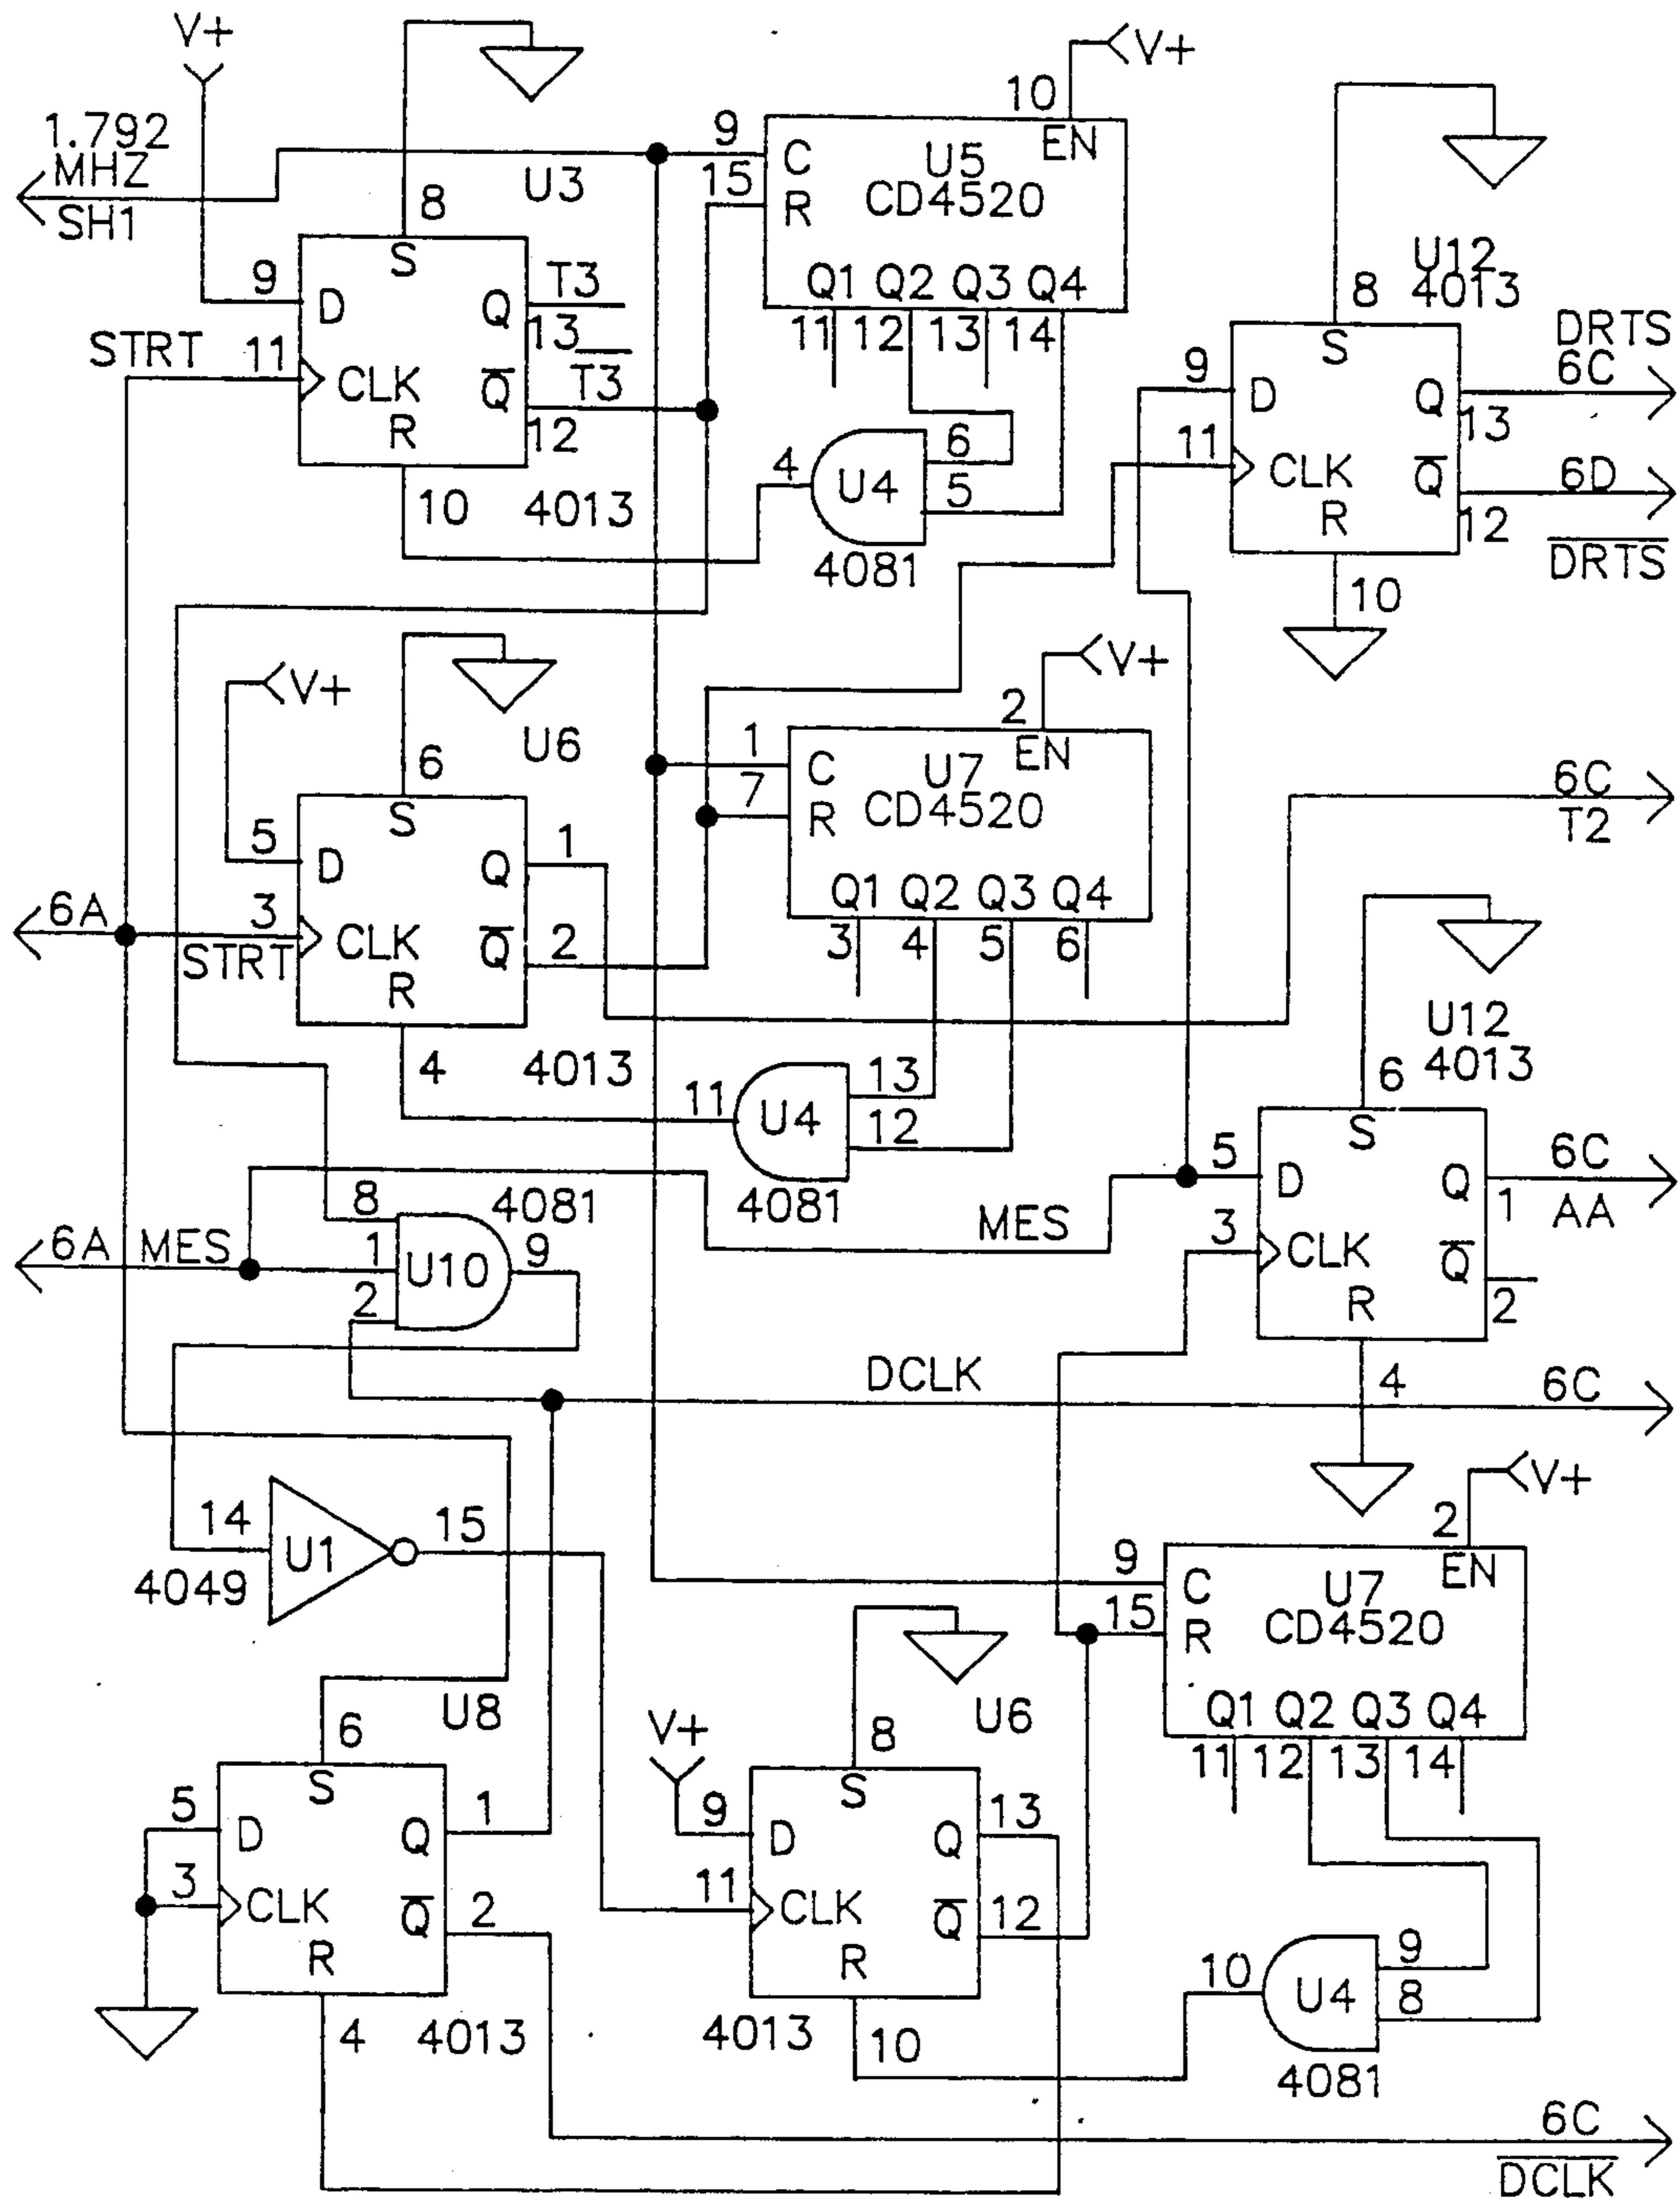 V+
V+
1.792
MHZ
SH1
U3
8
S
9
D
Q
T3
13
STRT
11
CLK
Q̅
T̅3̅
12
R
10
4013
9
C
15
R
U5
CD4520
10
EN
Q1
Q2
Q3
Q4
11
12
13
14
4
U4
6
5
4081
U12
4013
8
S
9
D
Q
13
11
CLK
Q̅
12
R
10
DRTS
6C
6D
D̅R̅T̅S̅
V+
U6
6
S
5
D
Q
1
6A
3
STRT
CLK
Q̅
2
R
4
4013
V+
2
EN
1
C
7
R
U7
CD4520
Q1
Q2
Q3
Q4
3
4
5
6
6C
T2
11
U4
13
12
4081
U12
4013
6
S
5
D
Q
1
3
CLK
Q̅
2
R
4
6C
AA
MES
6A MES
8
1
2
U10
9
4081
DCLK
6C
14
U1
15
4049
V+
2
EN
9
C
15
R
U7
CD4520
Q1
Q2
Q3
Q4
11
12
13
14
U8
6
S
5
D
Q
1
3
CLK
Q̅
2
R
4
4013
V+
U6
8
S
9
D
Q
13
11
CLK
Q̅
12
R
10
4013
10
U4
9
8
4081
6C
D̅C̅L̅K̅